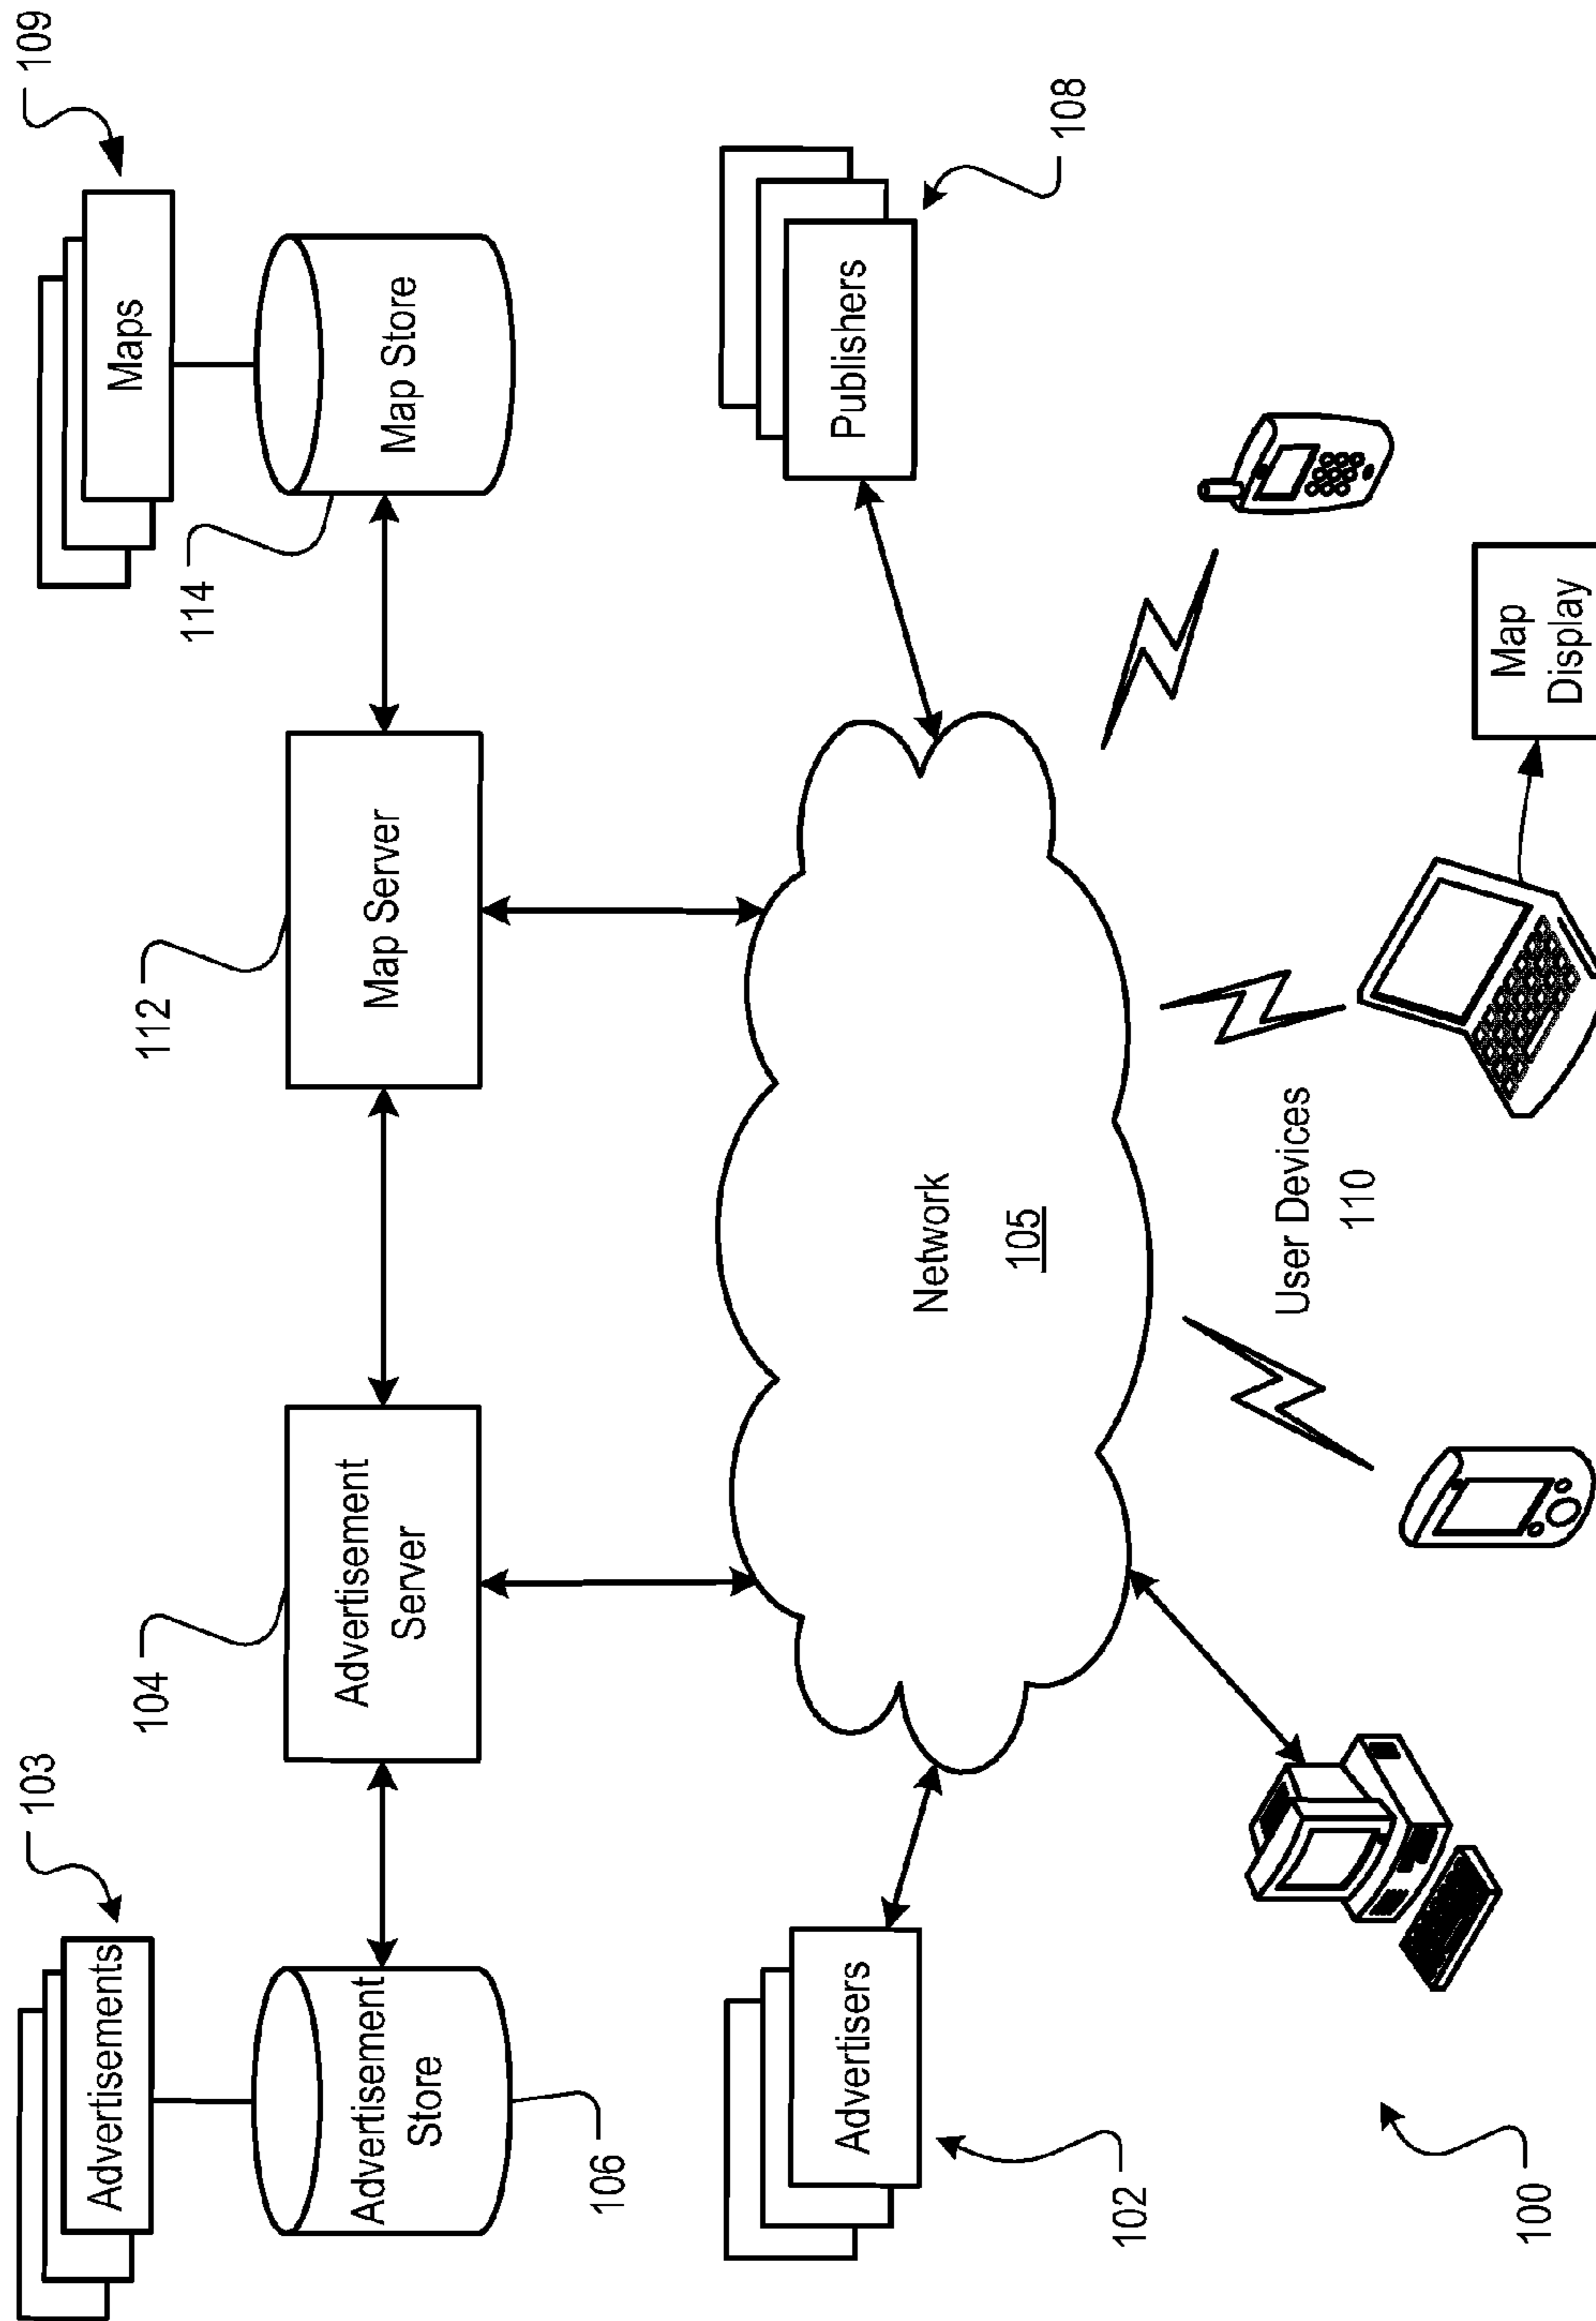 103
Advertisements
109
Maps
104
112
114
Advertisement
Store
Advertisement
Server
Map Server
Map Store
106
Advertisers
Publishers
Network
105
102
108
User Devices
110
100
Map
Display